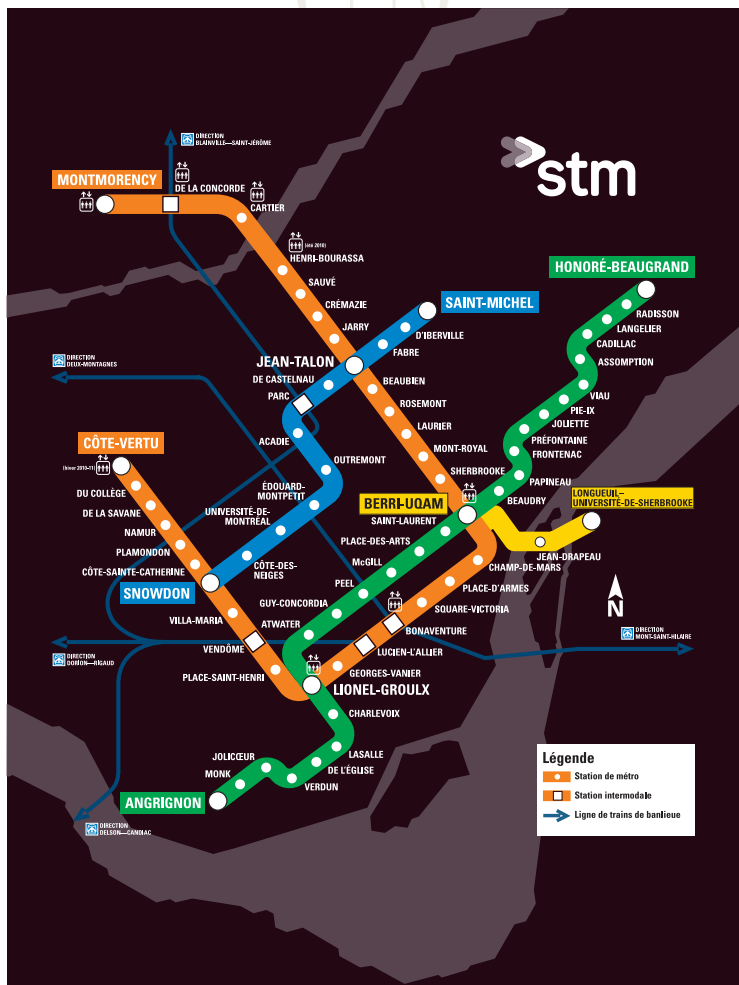 DIRECTION
BLAINVILLE—SAINT-JÉRÔME
stm
MONTMORENCY
DE LA CONCORDE
CARTIER
(été 2010)
HENRI-BOURASSA
HONORÉ-BEAUGRAND
SAUVÉ
SAINT-MICHEL
CRÉMAZIE
RADISSON
LANGELIER
JARRY
D'IBERVILLE
CADILLAC
FABRE
DIRECTION
DEUX-MONTAGNES
JEAN-TALON
ASSOMPTION
DE CASTELNAU
BEAUBIEN
PARC
VIAU
ROSEMONT
PIE-IX
LAURIER
JOLIETTE
ACADIE
CÔTE-VERTU
PRÉFONTAINE
MONT-ROYAL
FRONTENAC
OUTREMONT
(hiver 2010-11)
SHERBROOKE
PAPINEAU
ÉDOUARD-
MONTPETIT
DU COLLÈGE
BERRI-UQAM
BEAUDRY
LONGUEUIL–
UNIVERSITÉ-DE-SHERBROOKE
DE LA SAVANE
UNIVERSITÉ-DE-
MONTRÉAL
SAINT-LAURENT
NAMUR
PLACE-DES-ARTS
PLAMONDON
JEAN-DRAPEAU
McGILL
CHAMP-DE-MARS
CÔTE-SAINTE-CATHERINE
CÔTE-DES-
NEIGES
PEEL
PLACE-D'ARMES
SNOWDON
GUY-CONCORDIA
SQUARE-VICTORIA
N
VILLA-MARIA
ATWATER
BONAVENTURE
DIRECTION
MONT-SAINT-HILAIRE
VENDÔME
LUCIEN-L'ALLIER
DIRECTION
DORION—RIGAUD
GEORGES-VANIER
PLACE-SAINT-HENRI
LIONEL-GROULX
CHARLEVOIX
JOLICŒUR
LASALLE
MONK
DE L'ÉGLISE
VERDUN
ANGRIGNON
DIRECTION
DELSON—CANDIAC
Légende
Station de métro
Station intermodale
Ligne de trains de banlieue